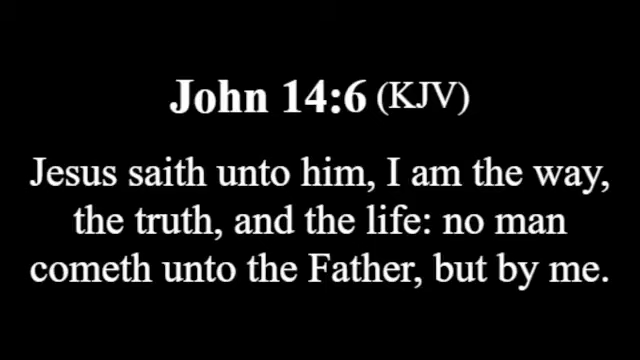 John 14:6 (KJV)
Jesus saith unto him, I am the way,
the truth, and the life: no man
cometh unto the Father, but by me.